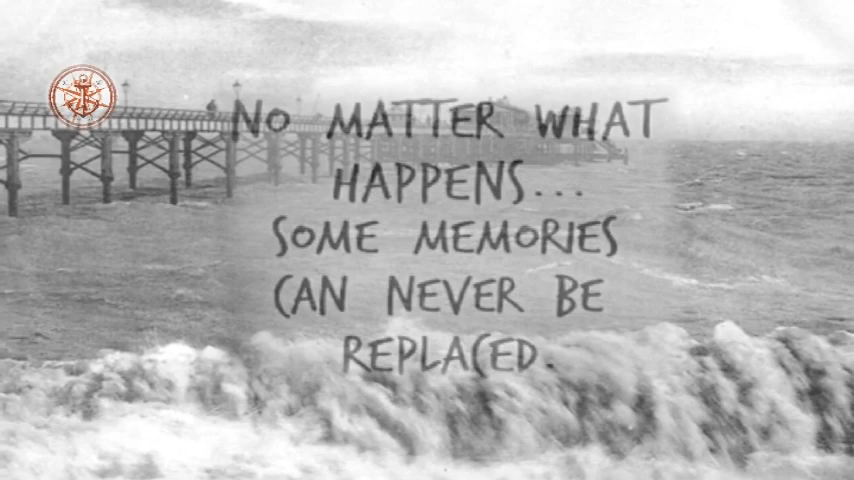 NO MATTER WHAT
HAPPENS...
SOME MEMORIES
CAN NEVER BE
REPLACED.